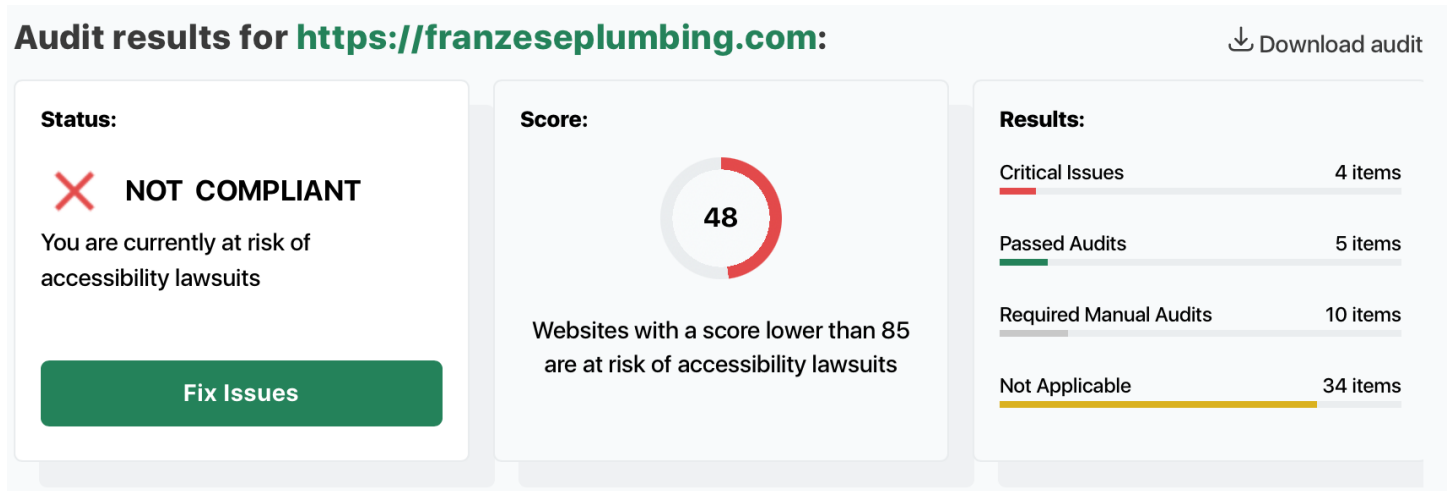 Audit results for https://franzeseplumbing.com:
Download audit
Status:
NOT COMPLIANT
You are currently at risk of
accessibility lawsuits
Fix Issues
Score:
48
Websites with a score lower than 85
are at risk of accessibility lawsuits
Results:
Critical Issues 4 items
Passed Audits 5 items
Required Manual Audits 10 items
Not Applicable 34 items